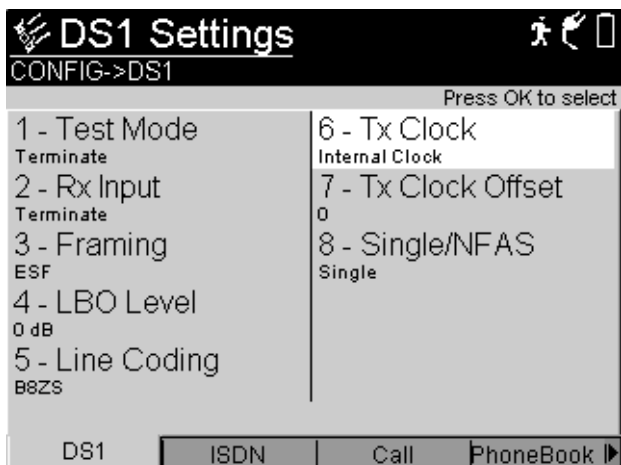 DS1 Settings
CONFIG->DS1
Press OK to select
1 - Test Mode
Terminate
2 - Rx Input
Terminate
3 - Framing
ESF
4 - LBO Level
0 dB
5 - Line Coding
B8ZS
6 - Tx Clock
Internal Clock
7 - Tx Clock Offset
0
8 - Single/NFAS
Single
DS1 ISDN Call PhoneBook